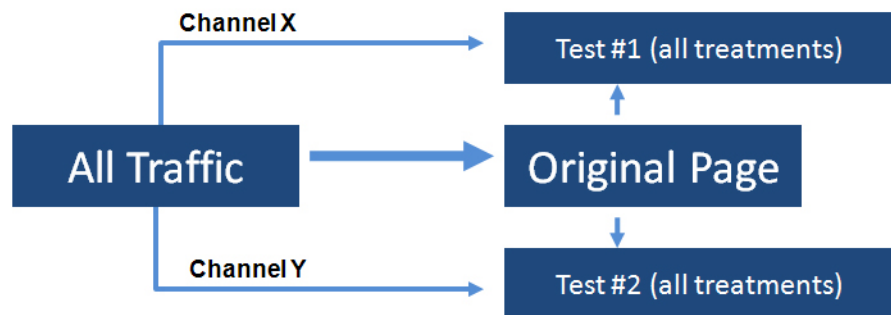 Channel X
Test #1 (all treatments)
All Traffic
Original Page
Channel Y
Test #2 (all treatments)